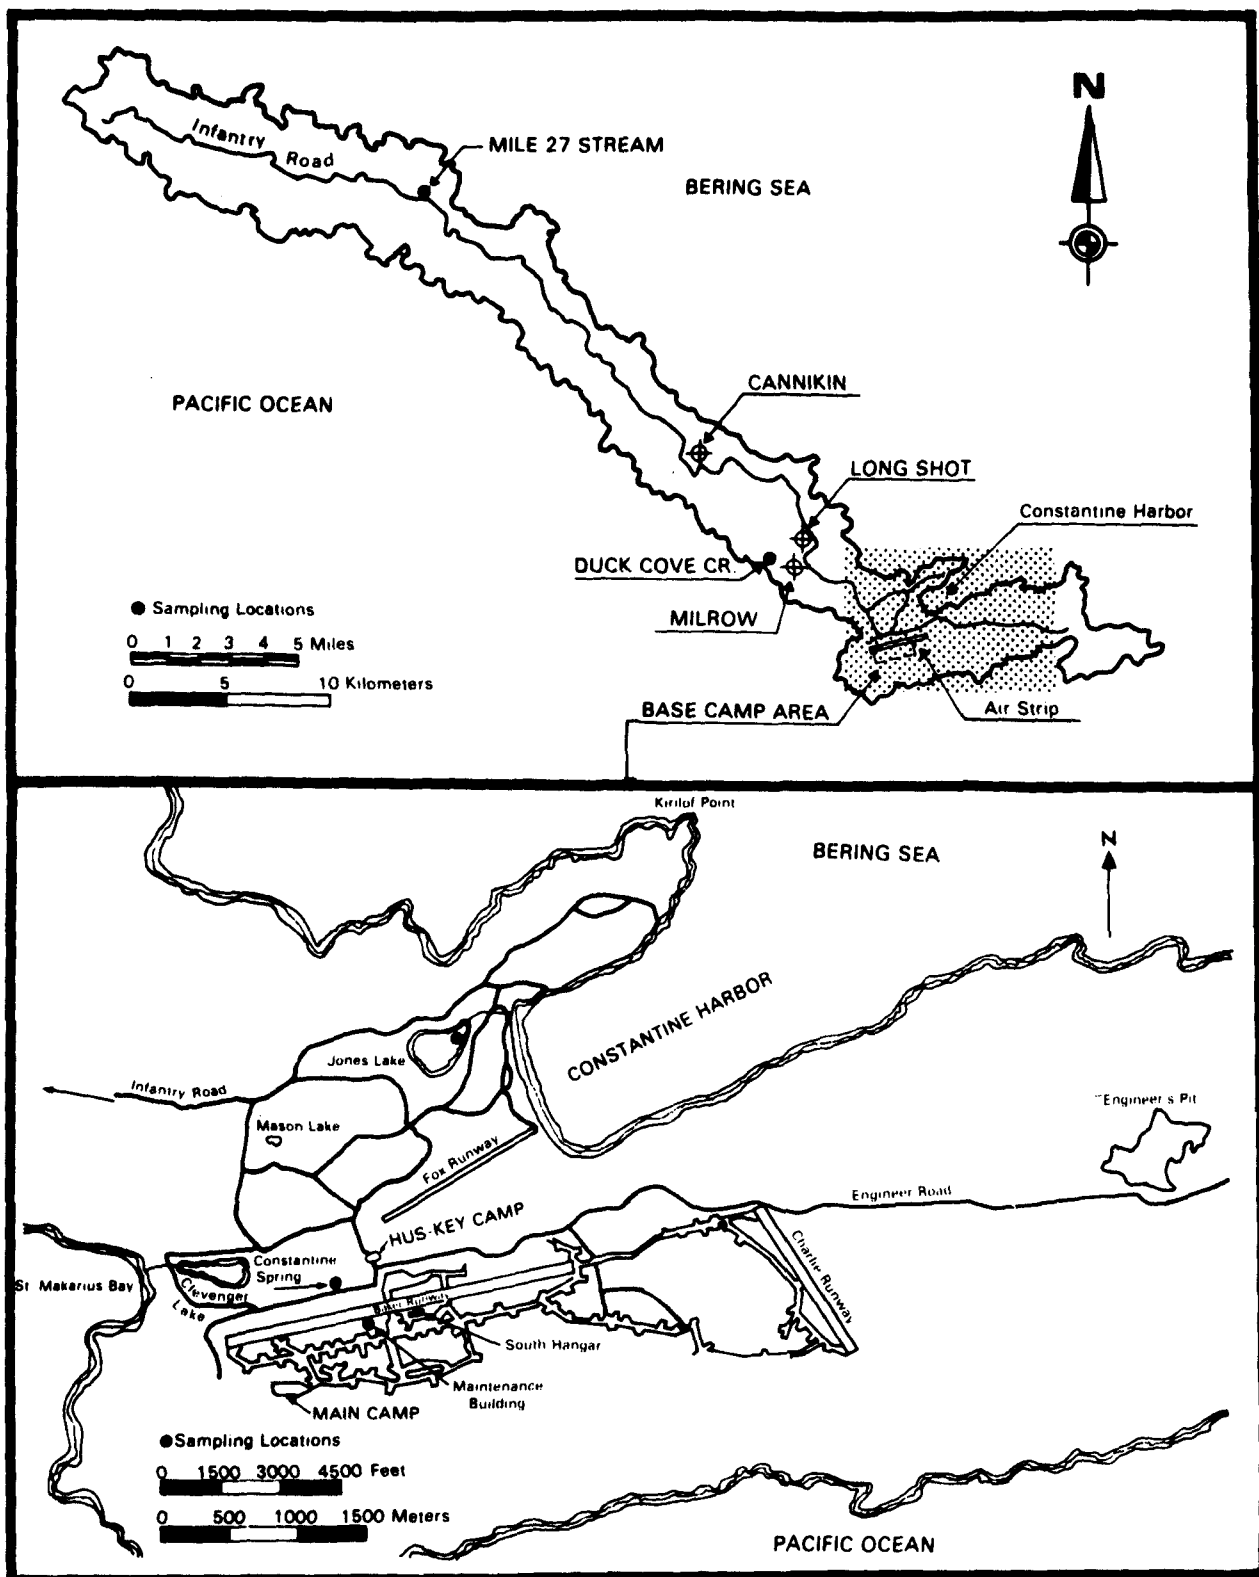 N
Infantry Road
MILE 27 STREAM
BERING SEA
PACIFIC OCEAN
CANNIKIN
LONG SHOT
Constantine Harbor
DUCK COVE CR.
MILROW
● Sampling Locations
0 1 2 3 4 5 Miles
0 5 10 Kilometers
BASE CAMP AREA
Air Strip
Kirilof Point
BERING SEA
N
CONSTANTINE HARBOR
Jones Lake
Infantry Road
Mason Lake
"Engineer's Pit
Fox Runway
Engineer Road
HUS-KEY CAMP
Constantine
Spring
St Makarius Bay
Clevenger
Lake
Charlie Runway
Baker Runway
South Hangar
Maintenance
Building
MAIN CAMP
●Sampling Locations
0 1500 3000 4500 Feet
0 500 1000 1500 Meters
PACIFIC OCEAN